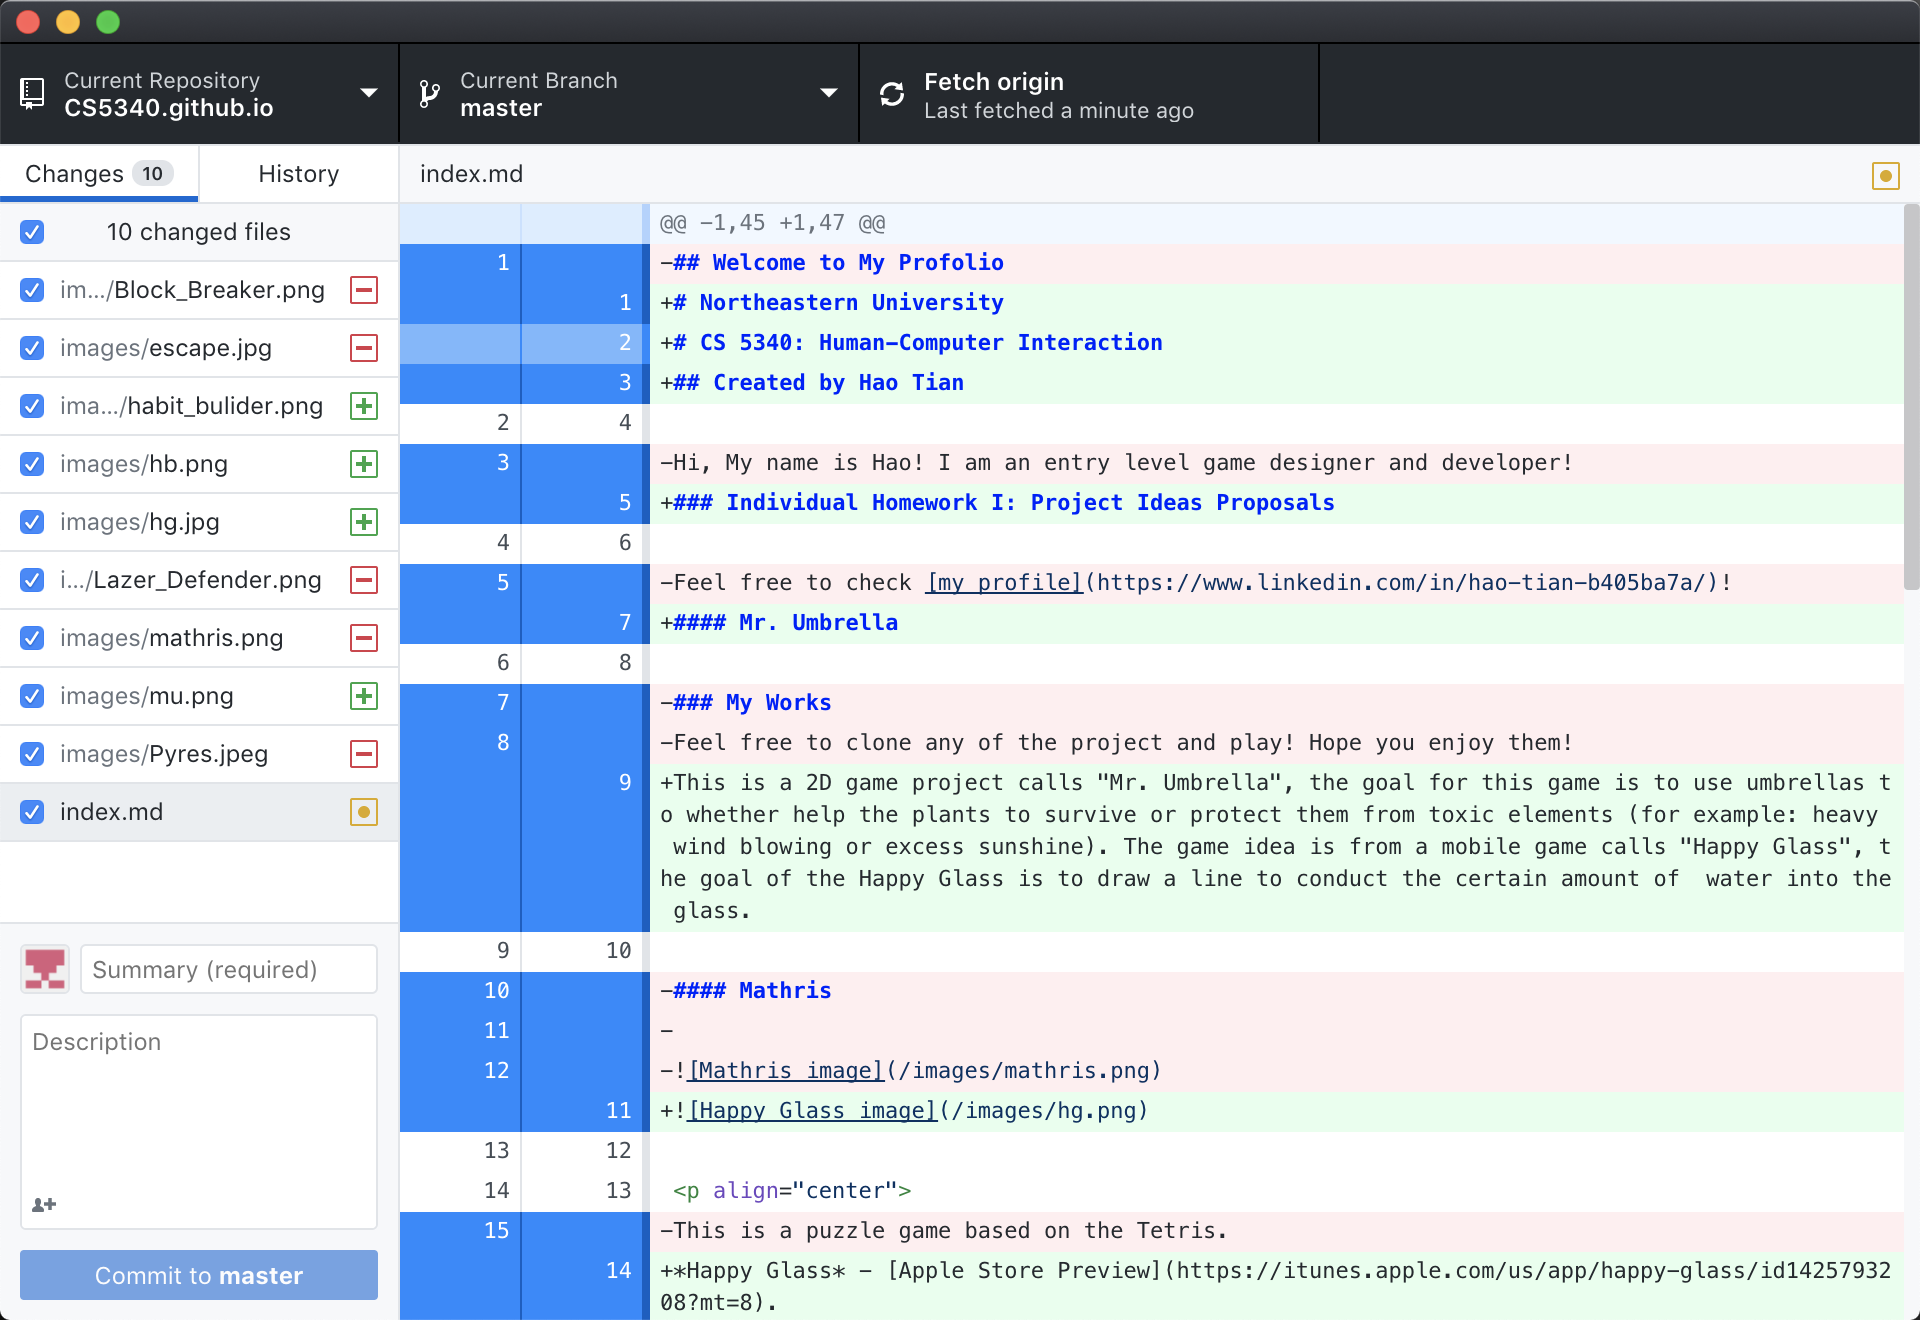 Current Repository
CS5340.github.io
Current Branch
master
Fetch origin
Last fetched a minute ago
Changes 10
History
index.md
10 changed files
im.../Block_Breaker.png
images/escape.jpg
ima.../habit_bulider.png
images/hb.png
images/hg.jpg
i.../Lazer_Defender.png
images/mathris.png
images/mu.png
images/Pyres.jpeg
index.md
Summary (required)
Description
Commit to master
@@ -1,45 +1,47 @@
1 -## Welcome to My Profolio
1 +# Northeastern University
2 +# CS 5340: Human-Computer Interaction
3 +## Created by Hao Tian
2 4
3 -Hi, My name is Hao! I am an entry level game designer and developer!
5 +### Individual Homework I: Project Ideas Proposals
4 6
5 -Feel free to check [my profile](https://www.linkedin.com/in/hao-tian-b405ba7a/)!
7 +#### Mr. Umbrella
6 8
7 -### My Works
8 -Feel free to clone any of the project and play! Hope you enjoy them!
9 +This is a 2D game project calls "Mr. Umbrella", the goal for this game is to use umbrellas t
o whether help the plants to survive or protect them from toxic elements (for example: heavy
wind blowing or excess sunshine). The game idea is from a mobile game calls "Happy Glass", t
he goal of the Happy Glass is to draw a line to conduct the certain amount of  water into the
glass.
9 10
10 -#### Mathris
11 -
12 -![Mathris image](/images/mathris.png)
11 +![Happy Glass image](/images/hg.png)
13 12
14 13 <p align="center">
15 -This is a puzzle game based on the Tetris.
14 +*Happy Glass* - [Apple Store Preview](https://itunes.apple.com/us/app/happy-glass/id14257932
08?mt=8).